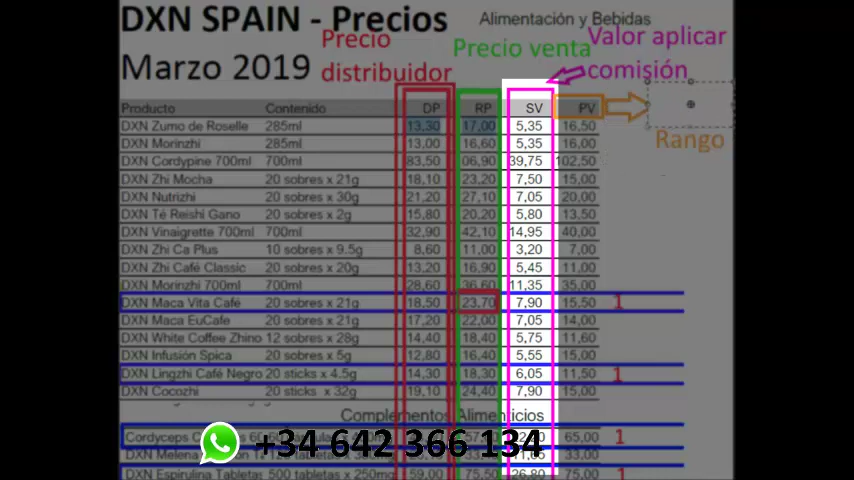 DXN SPAIN - Precios
Alimentación y Bebidas
Marzo 2019
Precio distribuidor
Precio venta
Valor aplicar comisión
Rango
Producto Contenido DP RP SV PV
DXN Zumo de Roselle 285ml 13,30 17,00 5,35 16,50
DXN Morinzhi 285ml 13,00 16,60 5,35 16,00
DXN Cordypine 700ml 700ml 83,50 06,90 39,75 102,50
DXN Zhi Mocha 20 sobres x 21g 18,10 23,20 7,50 15,00
DXN Nutrizhi 20 sobres x 30g 21,20 27,10 7,05 20,00
DXN Té Reishi Gano 20 sobres x 2g 15,80 20,20 5,80 13,50
DXN Vinaigrette 700ml 700ml 32,90 42,10 14,95 40,00
DXN Zhi Ca Plus 10 sobres x 9.5g 8,60 11,00 3,20 7,00
DXN Zhi Café Classic 20 sobres x 20g 13,20 16,90 5,45 11,00
DXN Morinzhi 700ml 700ml 28,60 36,60 11,35 35,00
DXN Maca Vita Café 20 sobres x 21g 18,50 23,70 7,90 15,50 1
DXN Maca EuCafe 20 sobres x 21g 17,20 22,00 7,05 14,00
DXN White Coffee Zhino 12 sobres x 28g 14,40 18,40 5,75 11,60
DXN Infusión Spica 20 sobres x 5g 12,80 16,40 5,55 15,00
DXN Lingzhi Café Negro 20 sticks x 4.5g 14,30 18,30 6,05 11,50 1
DXN Cocozhi 20 sticks x 32g 19,10 24,40 7,90 15,00
Complementos Alimenticios
Cordyceps 65,00 1
+34 642 366 134
DXN Melena 33,00
DXN Espirulina Tabletas 500 tabletas x 250mg 59,00 75,50 26,80 75,00 1